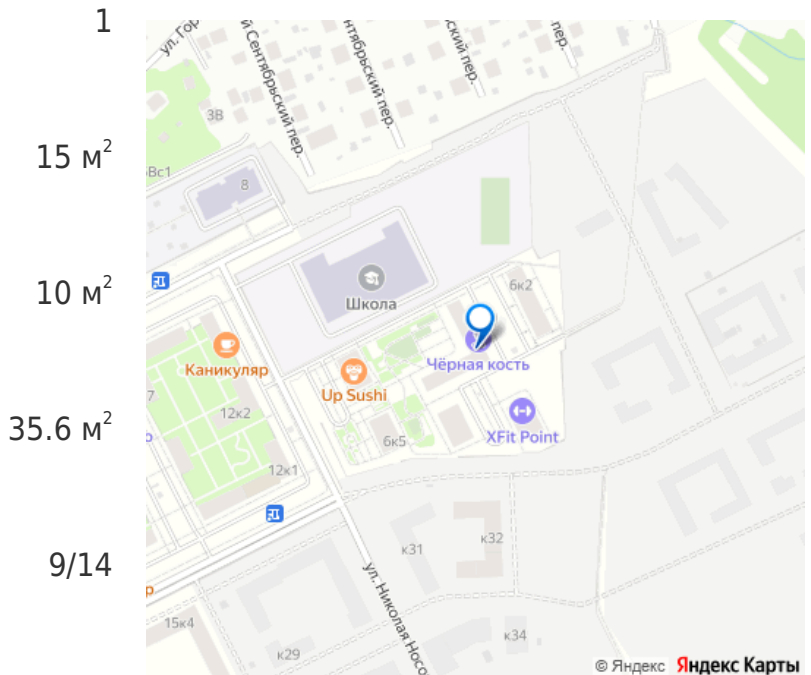 1
15 м²
10 м²
35.6 м²
9/14
ул. Гор
й Сентябрьский пер.
нтябрьский пер.
ский пер.
пер.
3В
8Вс1
8
Школа
6к2
Каникуляр
Чёрная кость
Up Sushi
12к2
6к5
XFit Point
12к1
7
о
р
к31
к32
ул. Николая Носо
15к4
к29
к34
© Яндекс Яндекс Карты